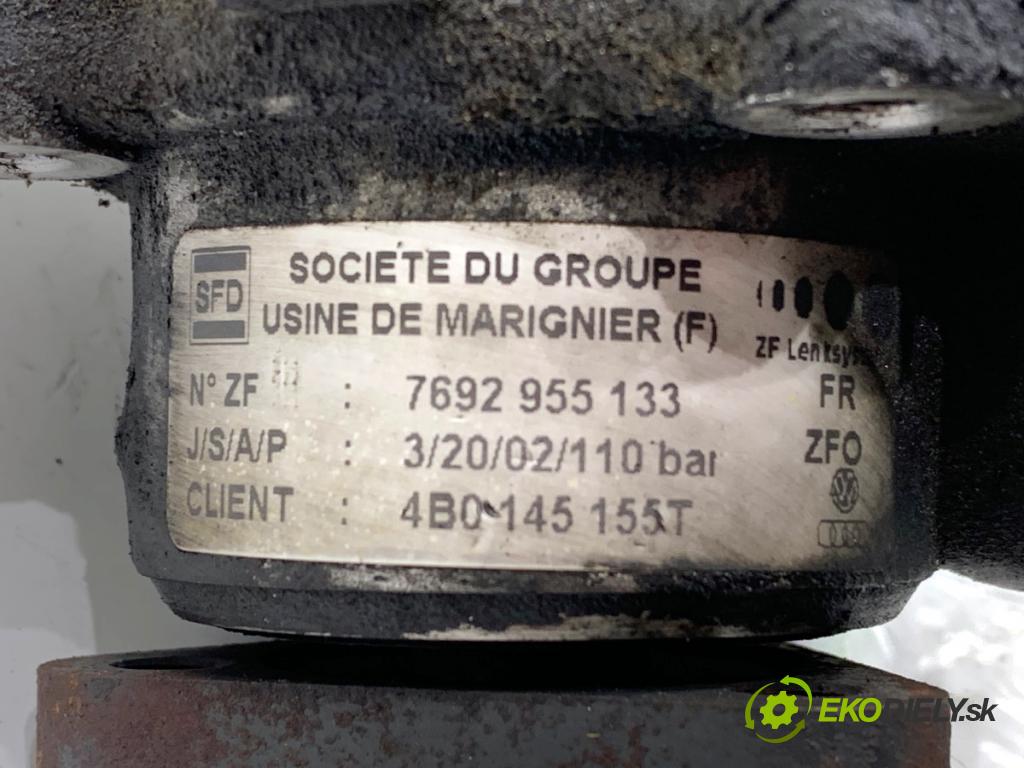 SFD
SOCIETE DU GROUPE
USINE DE MARIGNIER (F)
ZF
N° ZF : 7692 955 133 FR
J/S/A/P : 3/20/02/110 bar ZFO
CLIENT : 4B0 145 155T
EKODIELY.sk